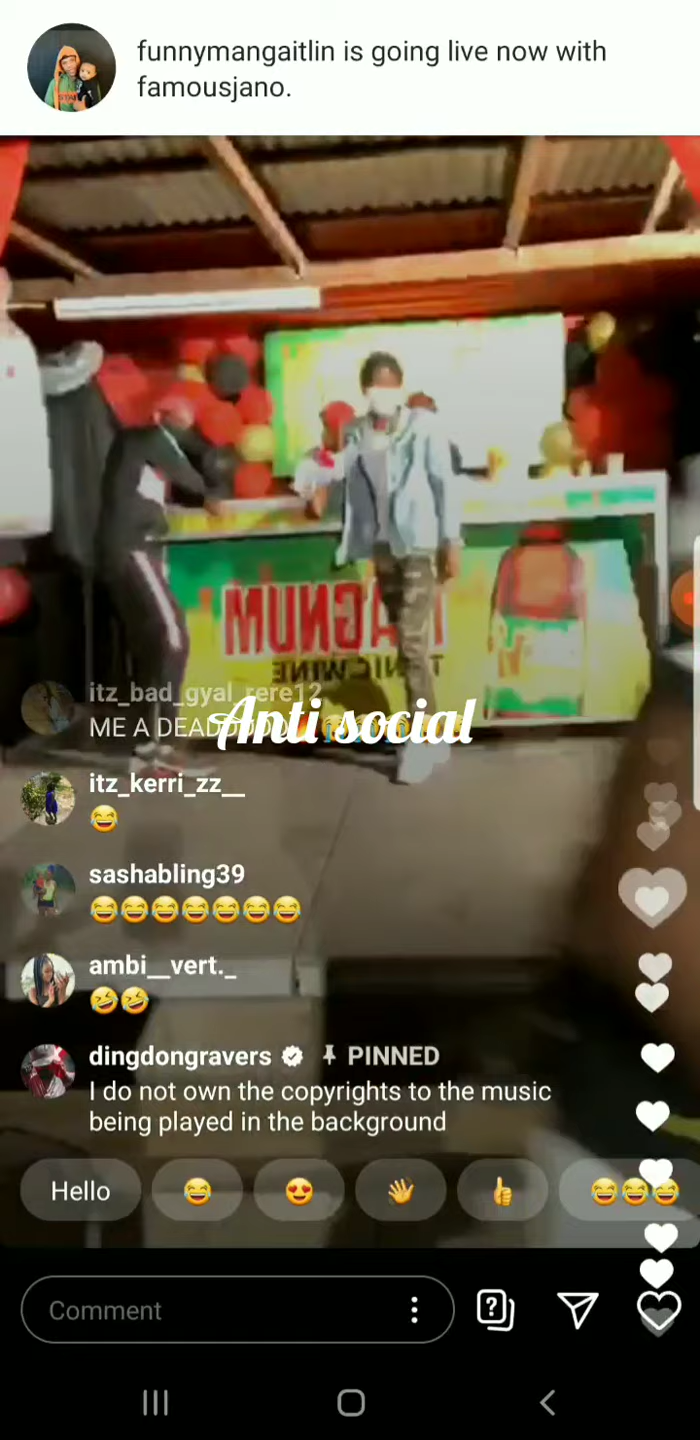 funnymangaitlin is going live now with
famousjano.
MAGNUM
TONIC WINE
itz_bad_gyal_rere12
ME A DEAD
Anti social
itz_kerri_zz__
😂
sashabling39
😂😂😂😂😂😂😂
ambi__vert._
🤣🤣
dingdongravers PINNED
I do not own the copyrights to the music
being played in the background
Hello 😂 😍 👋 👍 😂😂😂
Comment